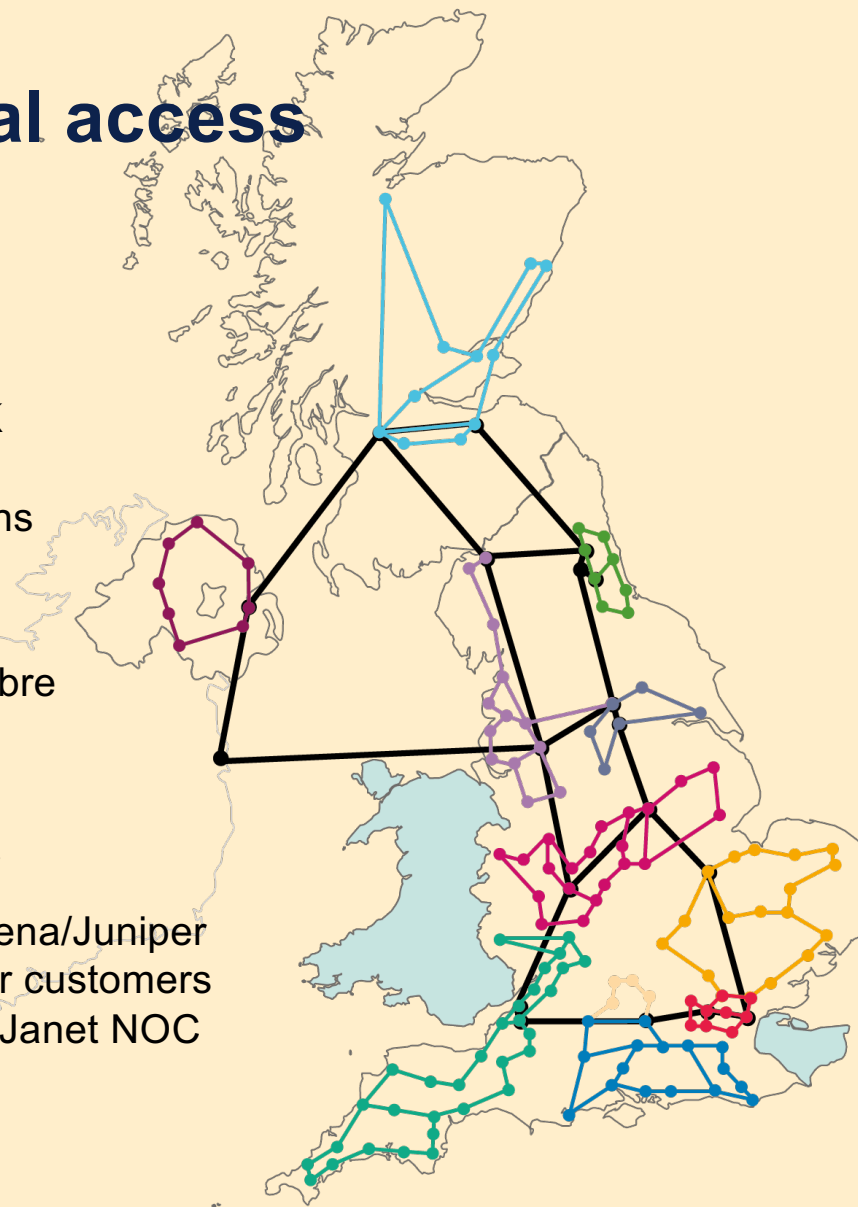 al access
ns
bre
ena/Juniper
r customers
Janet NOC